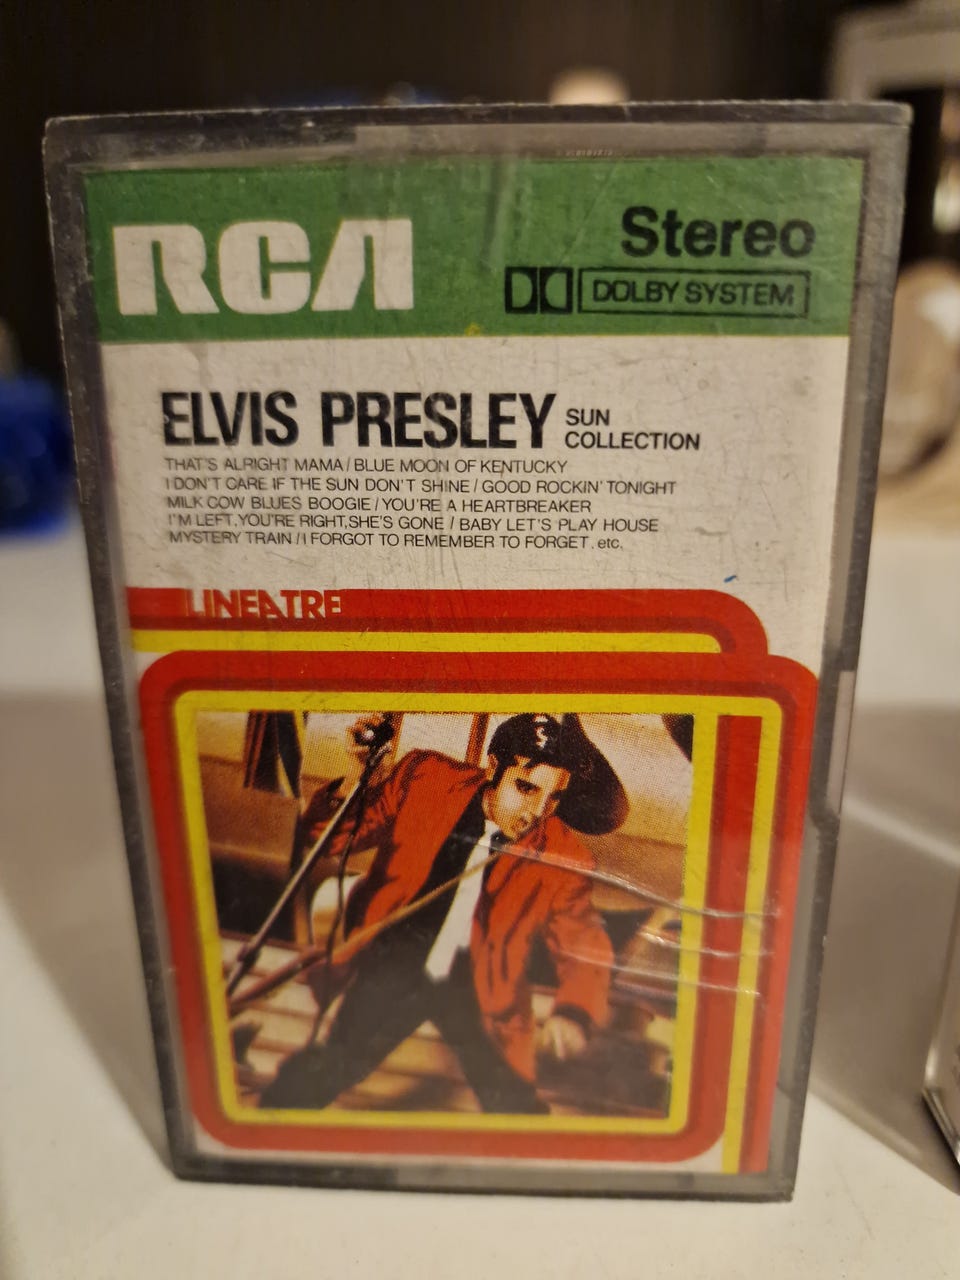 RCA
Stereo
DOLBY SYSTEM
ELVIS PRESLEY SUN COLLECTION
THAT'S ALRIGHT MAMA / BLUE MOON OF KENTUCKY
I DON'T CARE IF THE SUN DON'T SHINE / GOOD ROCKIN' TONIGHT
MILK COW BLUES BOOGIE / YOU'RE A HEARTBREAKER
I'M LEFT, YOU'RE RIGHT, SHE'S GONE / BABY LET'S PLAY HOUSE
MYSTERY TRAIN / I FORGOT TO REMEMBER TO FORGET, etc.
LINEATRE